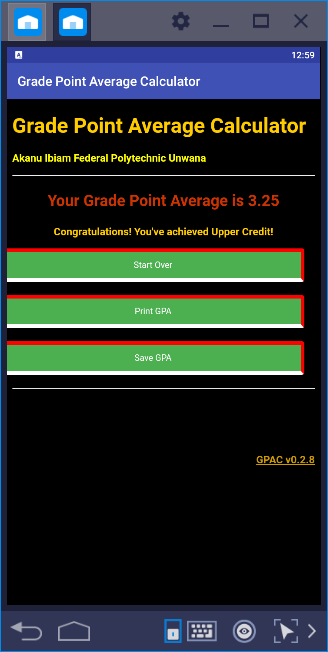 12:59
Grade Point Average Calculator
Grade Point Average Calculator
Akanu Ibiam Federal Polytechnic Unwana
Your Grade Point Average is 3.25
Congratulations! You've achieved Upper Credit!
Start Over
Print GPA
Save GPA
GPAC v0.2.8